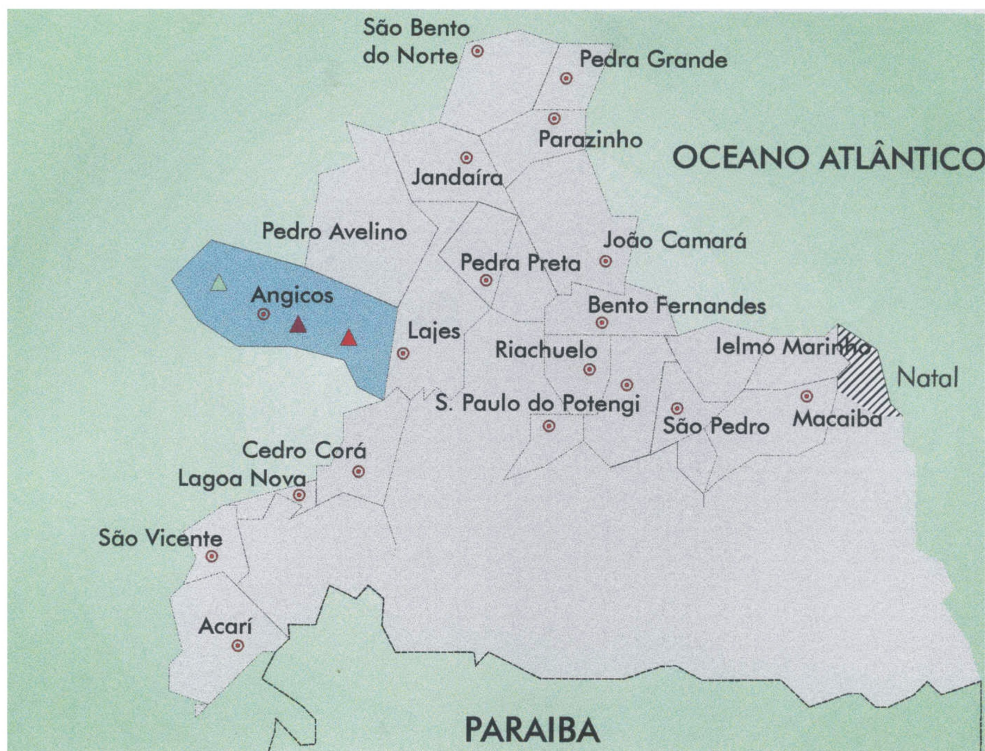 São Bento
do Norte
Pedra Grande
Parazinho
OCEANO ATLÂNTICO
Jandaíra
Pedro Avelino
João Camará
Pedra Preta
Angicos
Bento Fernandes
Lajes
Ielmo Marinho
Riachuelo
Natal
S. Paulo do Potengi
São Pedro
Macaiba
Cedro Corá
Lagoa Nova
São Vicente
Acarí
PARAIBA